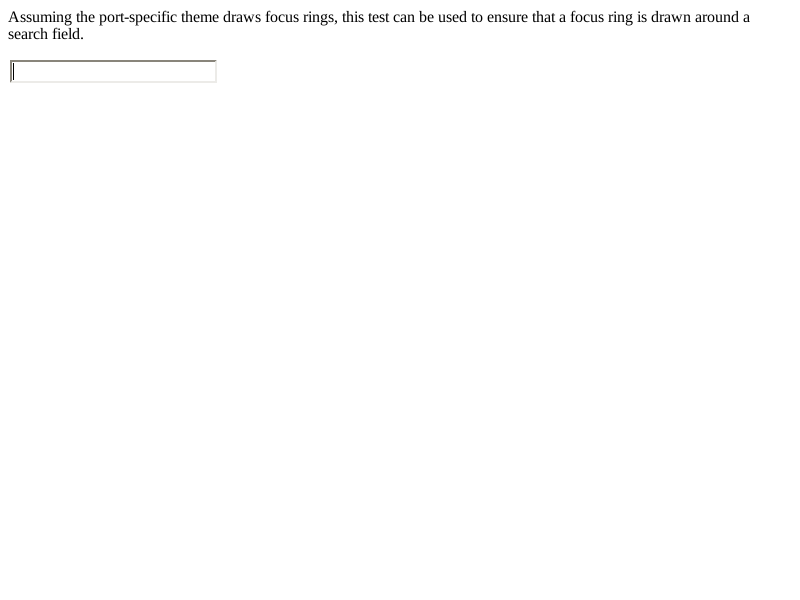 Assuming the port-specific theme draws focus rings, this test can be used to ensure that a focus ring is drawn around a
search field.